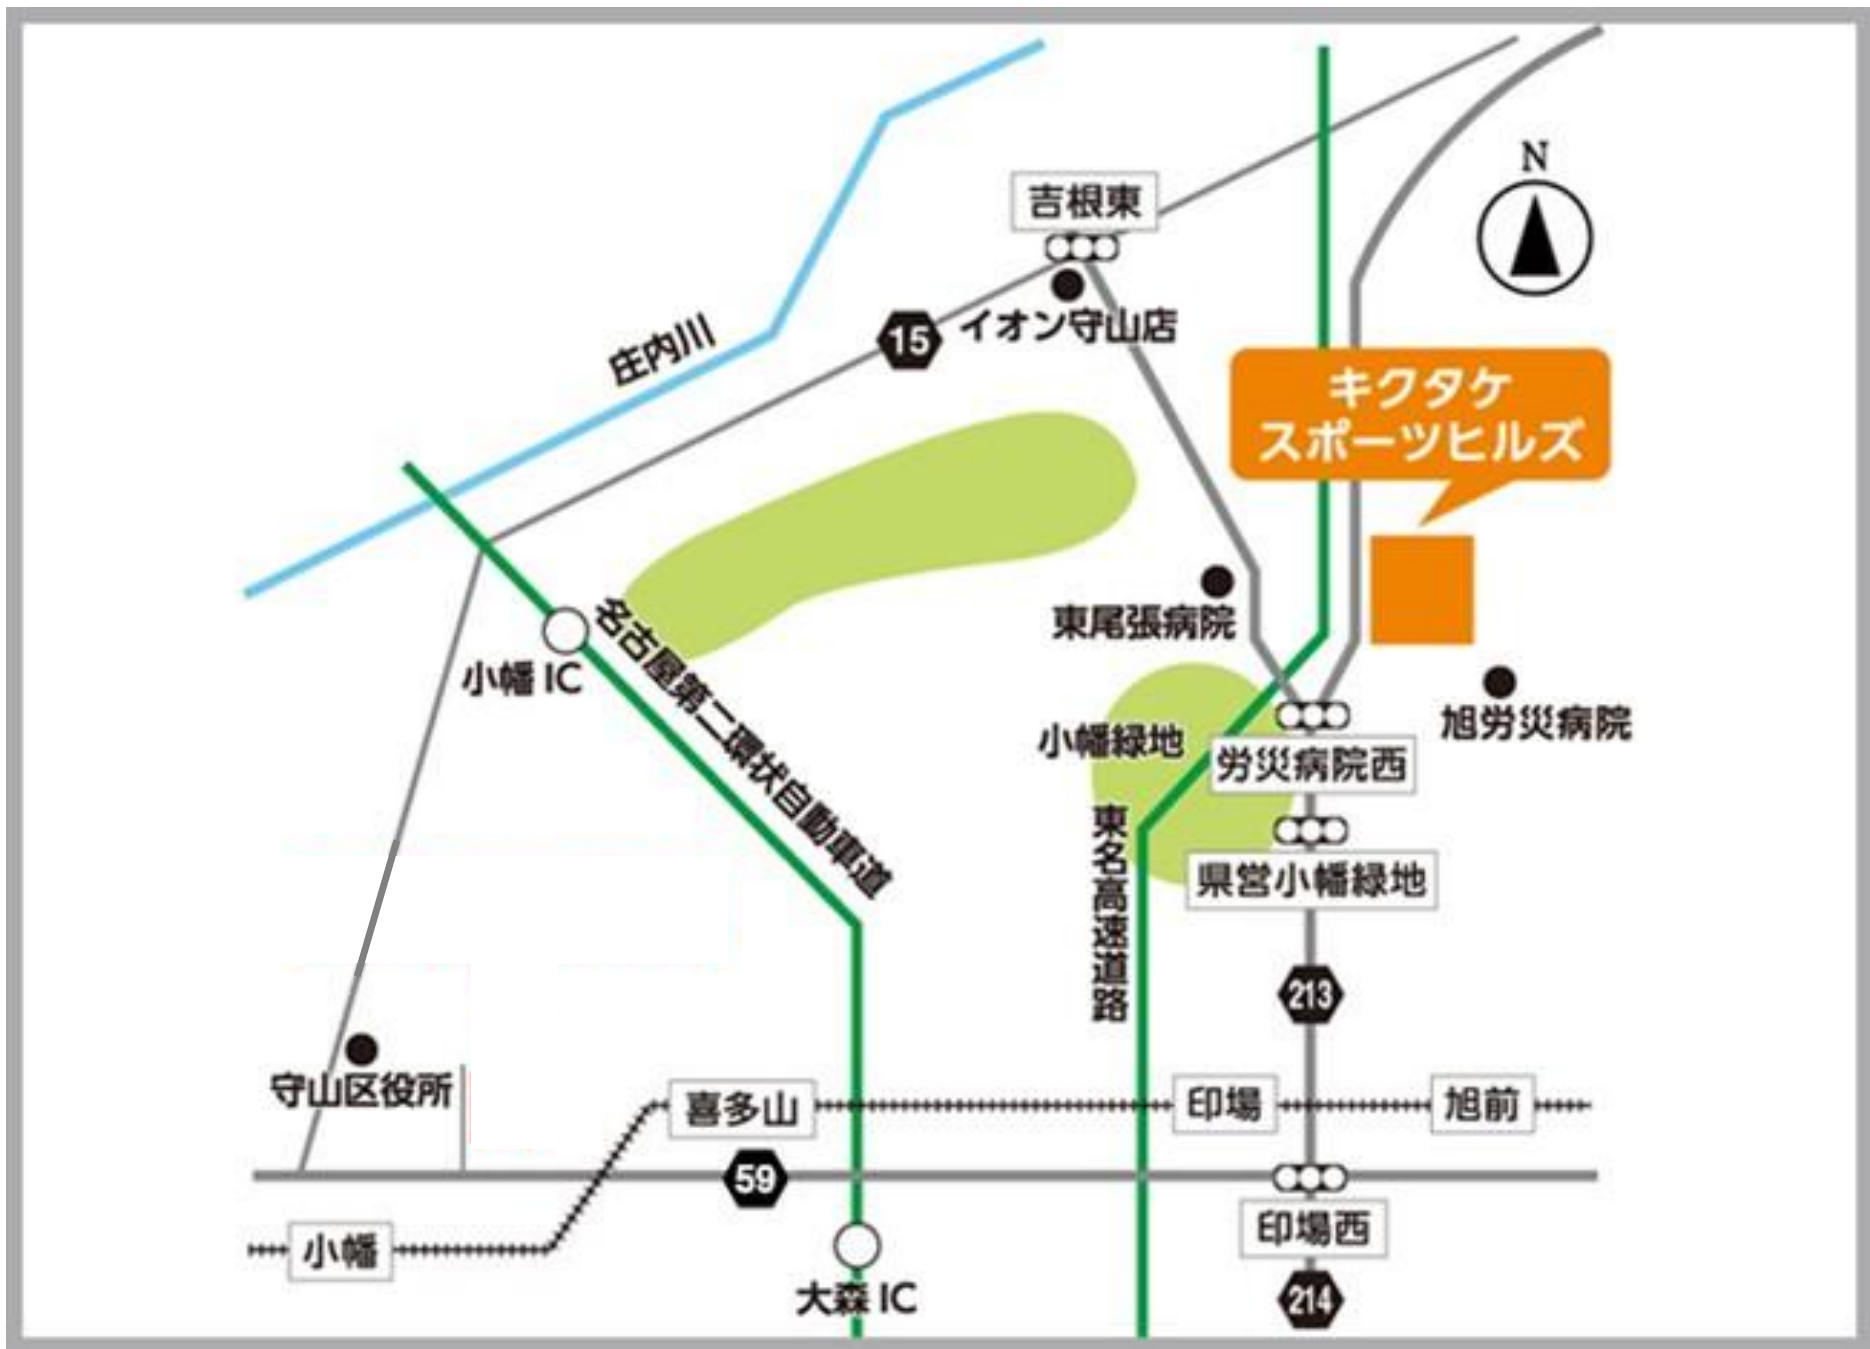 N
吉根東
イオン守山店
15
庄内川
キクタケ
スポーツヒルズ
東尾張病院
名古屋第二環状自動車道
小幡 IC
旭労災病院
小幡緑地
労災病院西
東名高速道路
県営小幡緑地
213
守山区役所
喜多山
印場
旭前
59
印場西
小幡
大森 IC
214